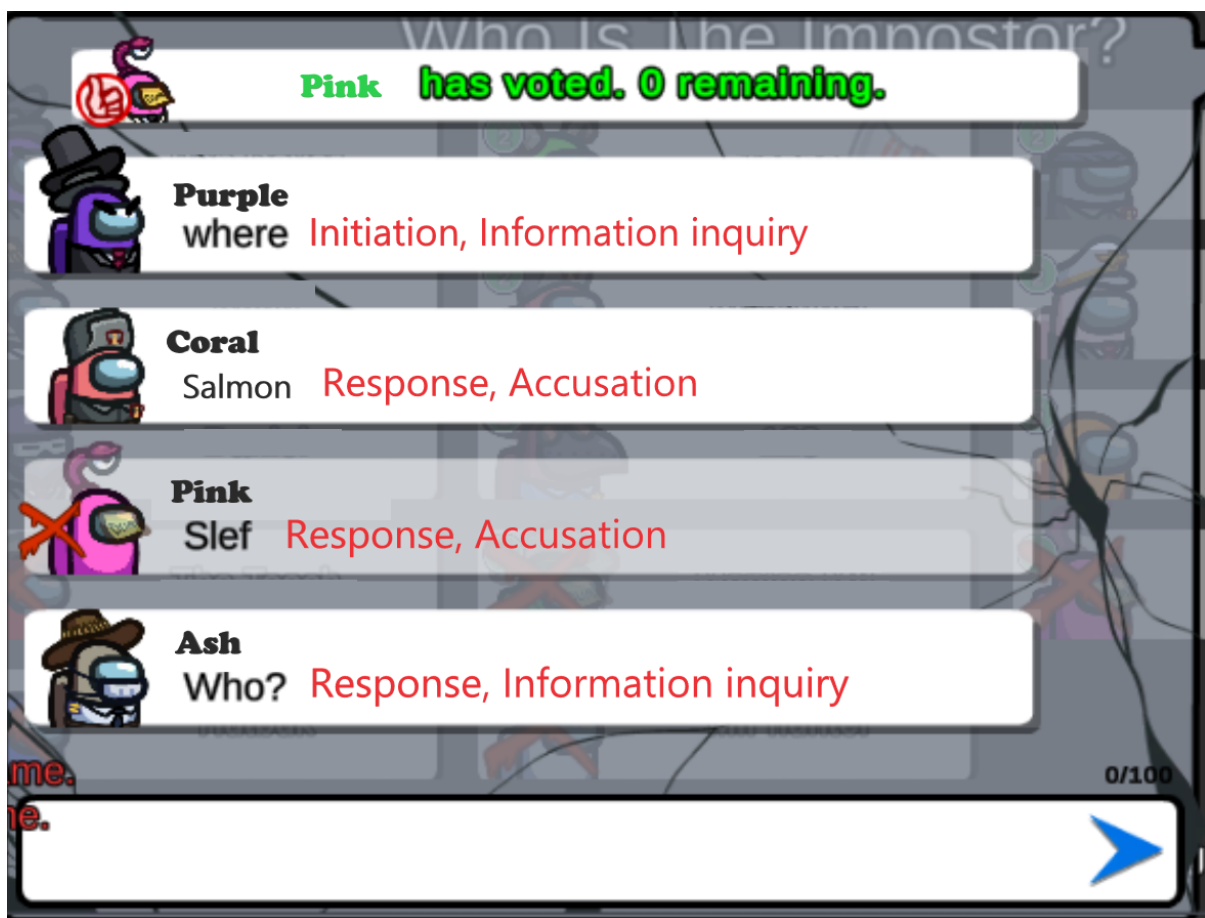 Who Is The Impostor?
Pink has voted. 0 remaining.
Purple
where Initiation, Information inquiry
Coral
Salmon Response, Accusation
Pink
Slef Response, Accusation
Ash
Who? Response, Information inquiry
me.
0/100
e.